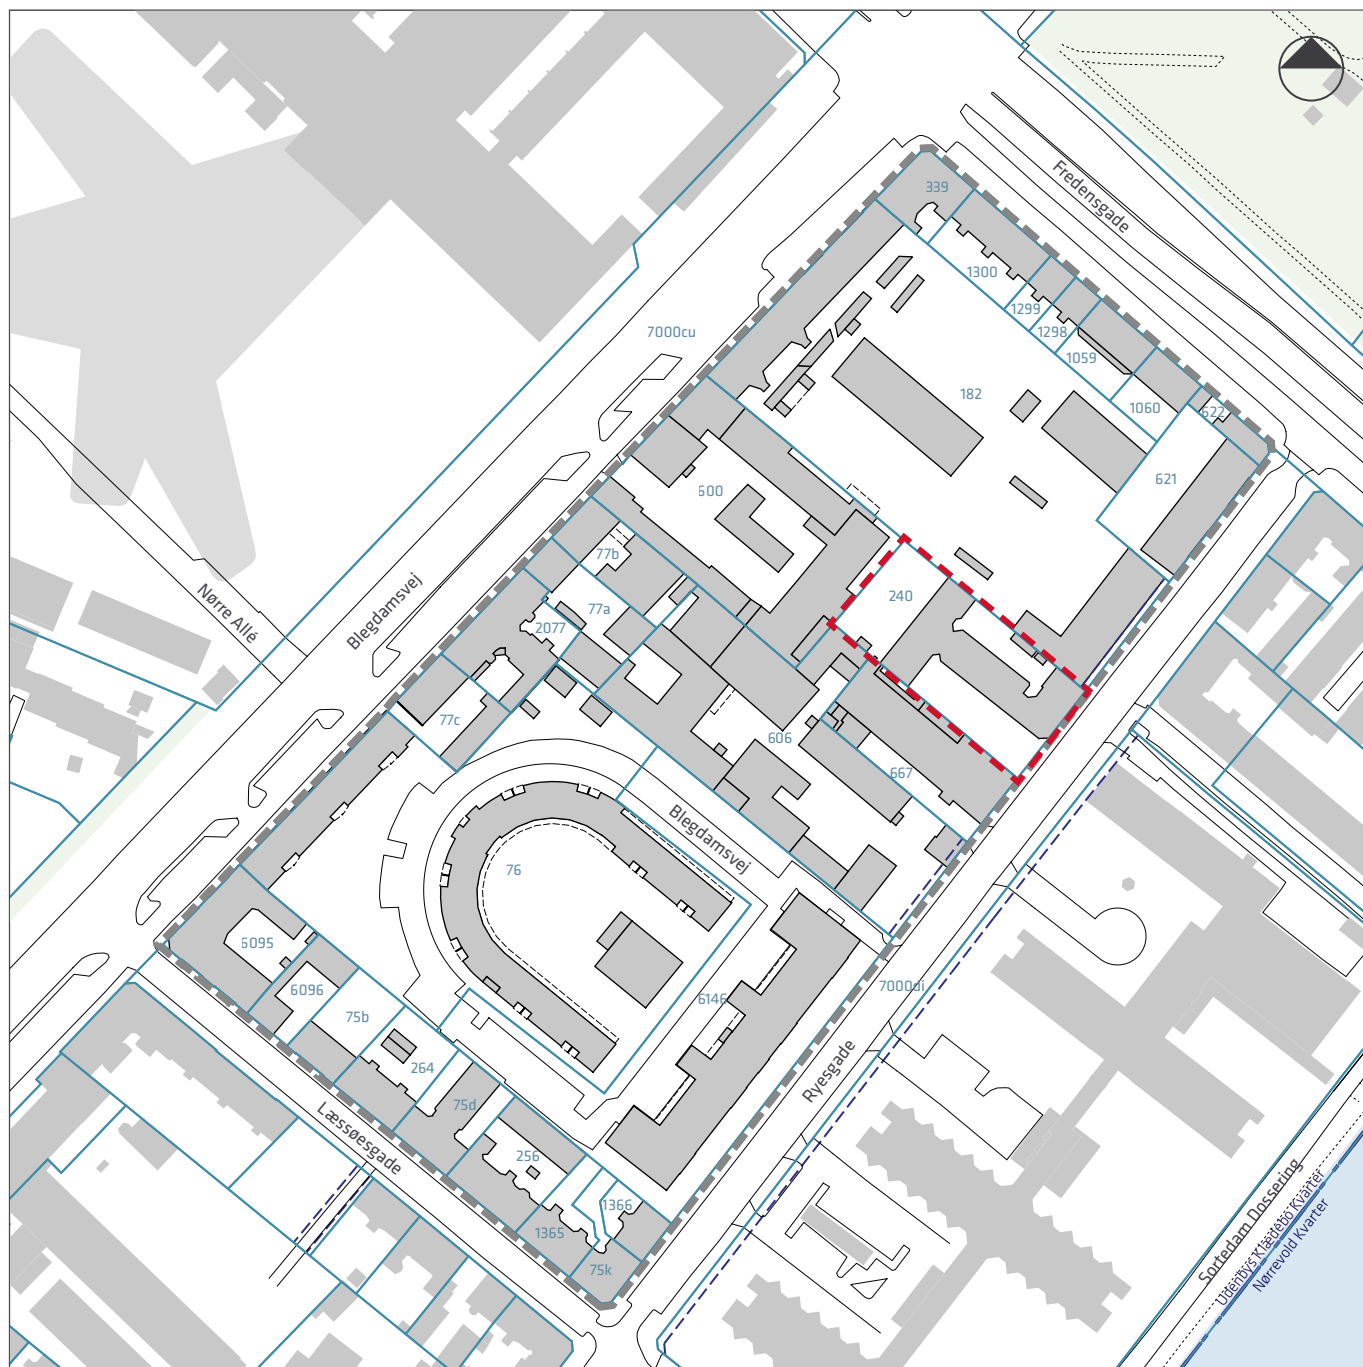 Fredensgade
339
1300
1299
1298
1059
7000cu
182
1060
622
621
600
77b
77a
2077
240
Nørre Allé
Blegdamsvej
77c
606
667
Blegdamsvej
76
6095
6096
75b
264
75d
256
6146
7000di
Ryesgade
Læssøesgade
1365
1366
75k
Sortedam Dossering
Udenbys Klædebo Kvarter
Nørrevold Kvarter